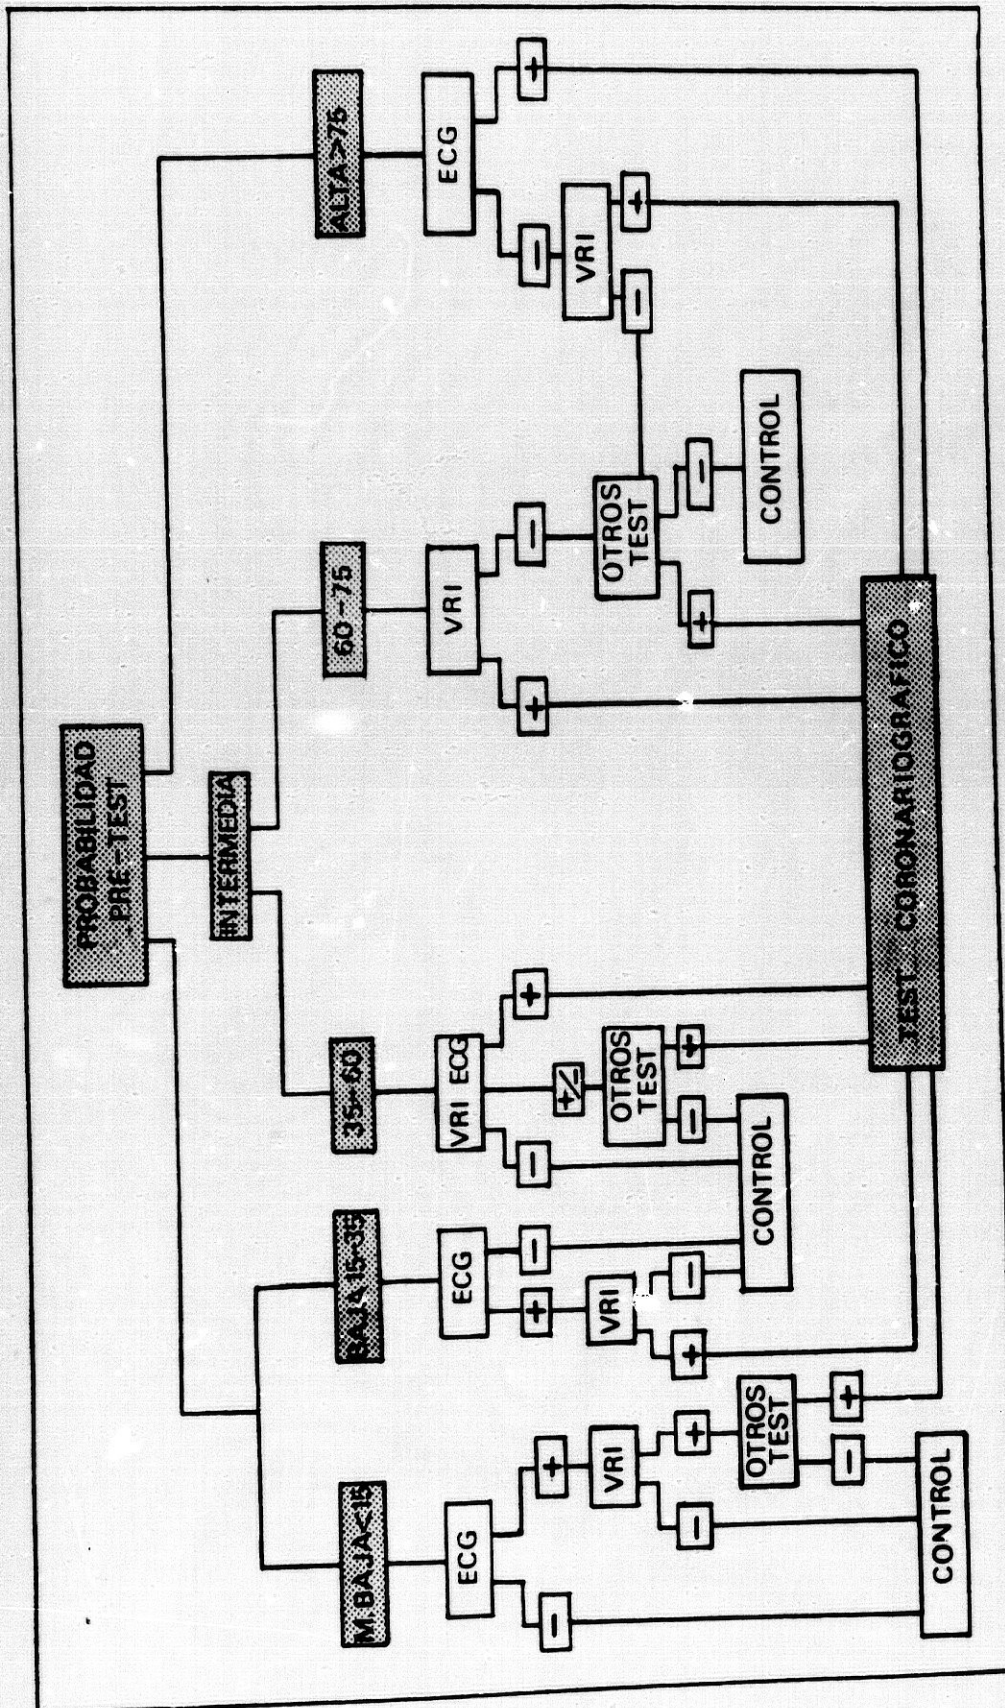 PROBABILIDAD
PRE-TEST
INTERMEDIA
M BAJA<15
BAJA 15-35
35-60
60-75
ALTA>75
ECG
ECG
VRI ECG
VRI
ECG
-
+
+
-
-
+/-
+
+
-
-
+
VRI
VRI
OTROS
TEST
OTROS
TEST
VRI
-
+
+
-
-
+
+
-
-
+
OTROS
TEST
CONTROL
CONTROL
-
+
CONTROL
TEST CORONARIOGRAFICO